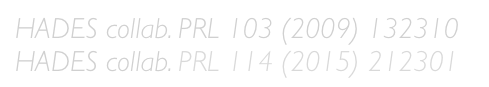 HADES collab. PRL 103 (2009) 132310
HADES collab. PRL 114 (2015) 212301